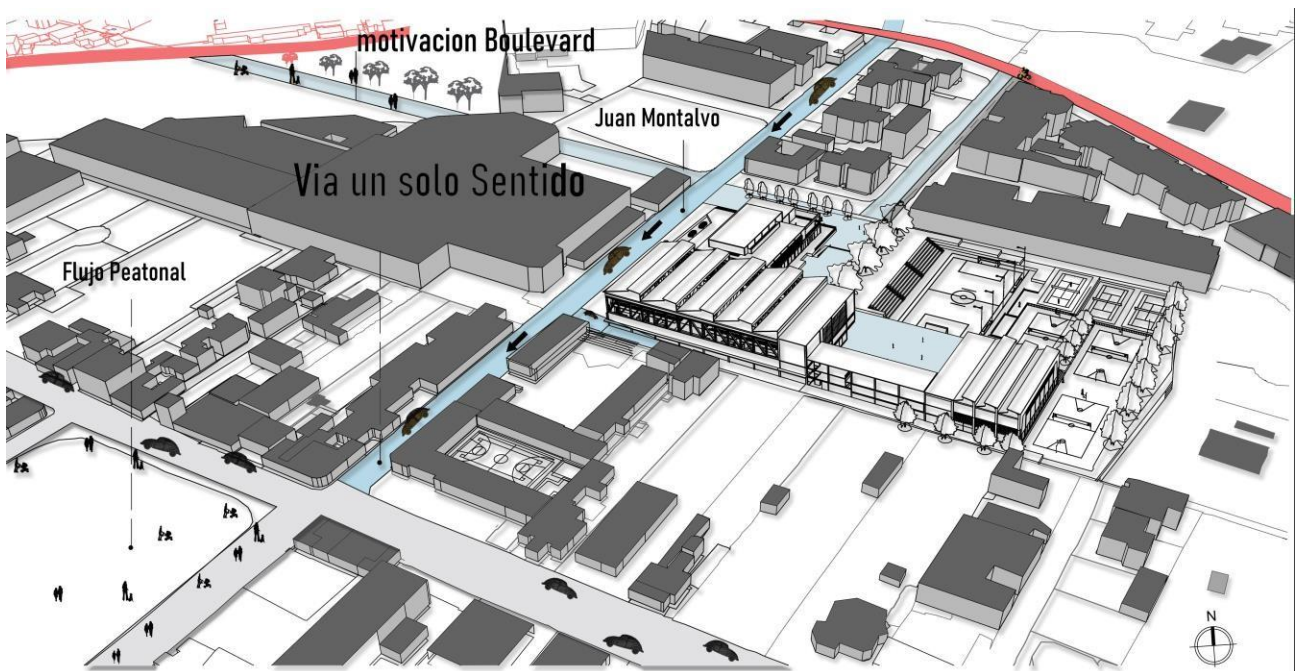 motivacion Boulevard
Juan Montalvo
Via un solo Sentido
Flujo Peatonal
N